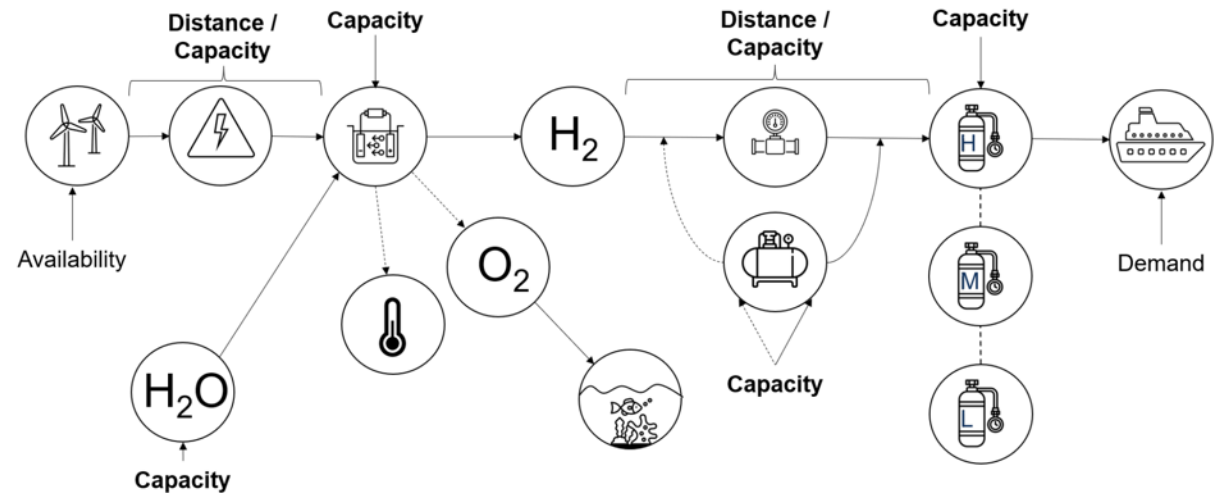 Distance /
Capacity
Capacity
Distance /
Capacity
Capacity
H₂
H
Availability
O₂
M
Demand
H₂O
Capacity
L
Capacity